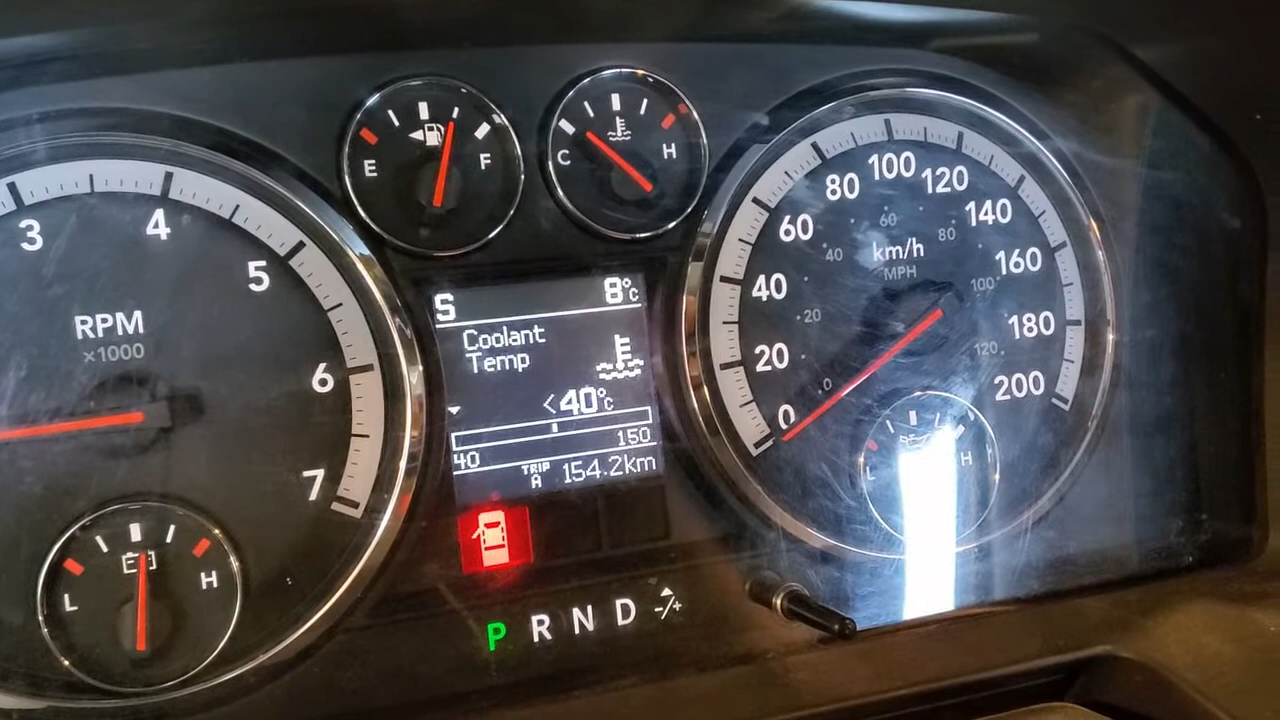 E F
C H
3 4 5 6 7
RPM
×1000
L H
S 8°C
Coolant
Temp
<40°C
40 150
TRIP A 154.2km
P R N D -/+
0 20 40 60 80 100 120 140 160 180 200
km/h
MPH
0 20 40 60 80 100 120
L H